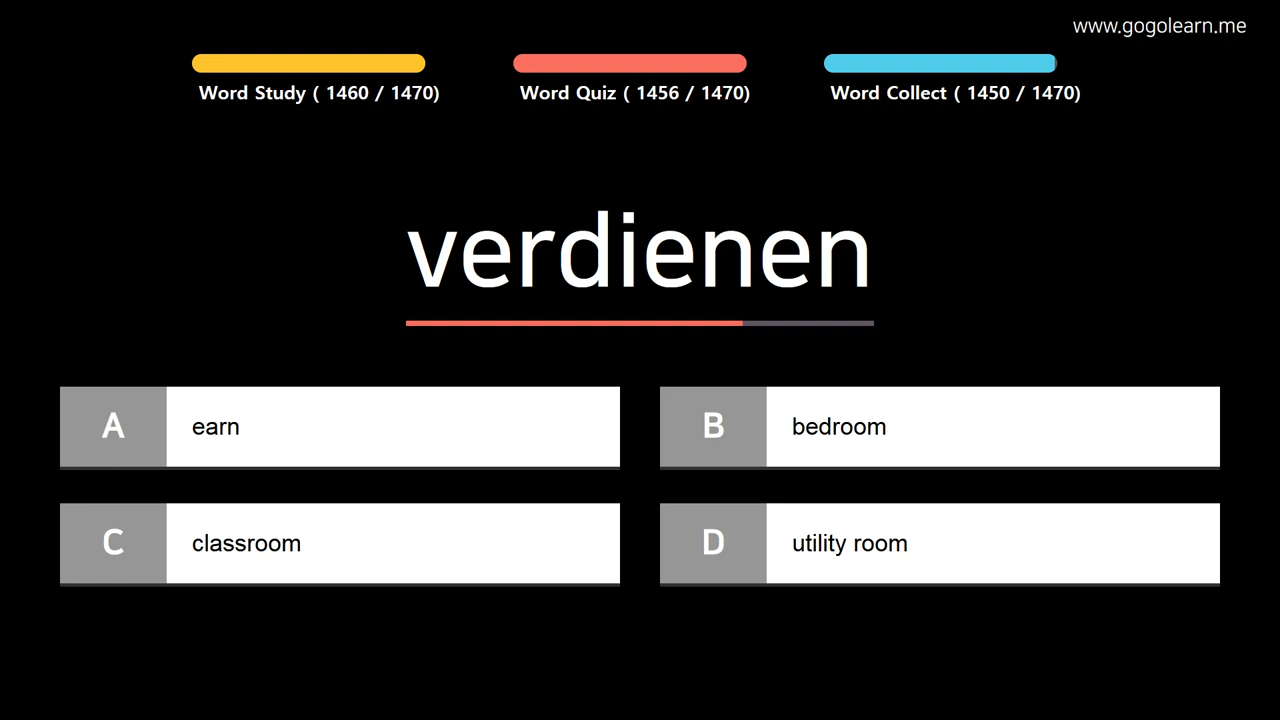 www.gogolearn.me
Word Study ( 1460 / 1470)
Word Quiz ( 1456 / 1470)
Word Collect ( 1450 / 1470)
verdienen
A
earn
B
bedroom
C
classroom
D
utility room